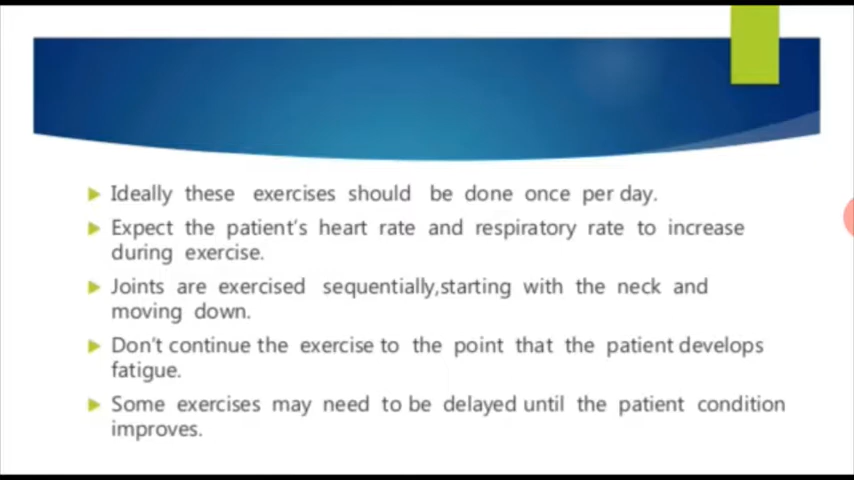 Ideally these exercises should be done once per day.
Expect the patient's heart rate and respiratory rate to increase
during exercise.
Joints are exercised sequentially,starting with the neck and
moving down.
Don't continue the exercise to the point that the patient develops
fatigue.
Some exercises may need to be delayed until the patient condition
improves.